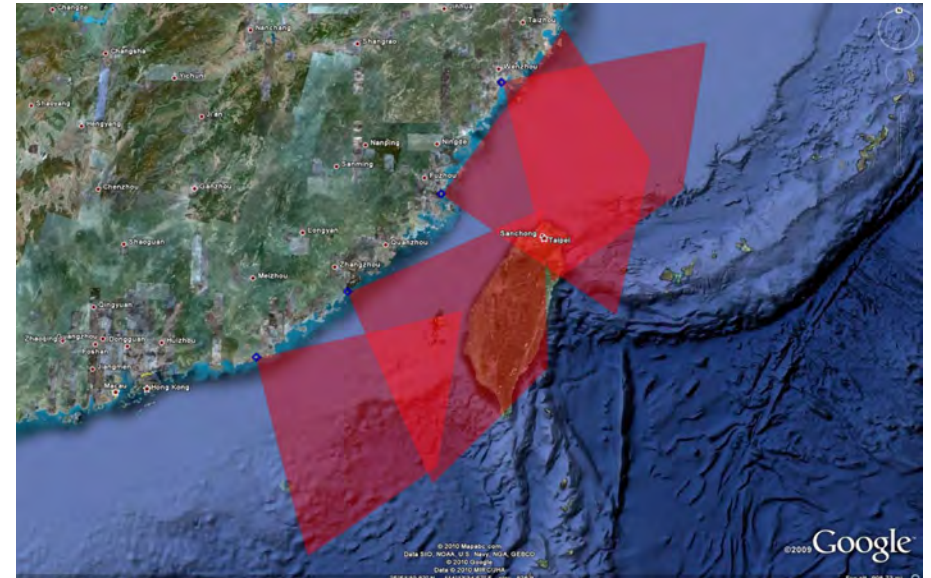 Changde
Jinhua
Taizhou
Nanchang
Shangrao
Changsha
Wenzhou
Yichun
Shaoyang
Ji'an
Hengyang
Nanping
Ningde
Sanming
Fuzhou
Chenzhou
Ganzhou
Longyan
Sanchong
Taipei
Shaoguan
Quanzhou
Zhangzhou
Meizhou
Qingyuan
Zhaoqing
Guangzhou
Dongguan
Huizhou
Foshan
Jiangmen
Macau
Hong Kong
©2009 Google
© 2010 Mapabc.com
Data SIO, NOAA, U.S. Navy, NGA, GEBCO
© 2010 Google
Data © 2010 MIRC/JHA